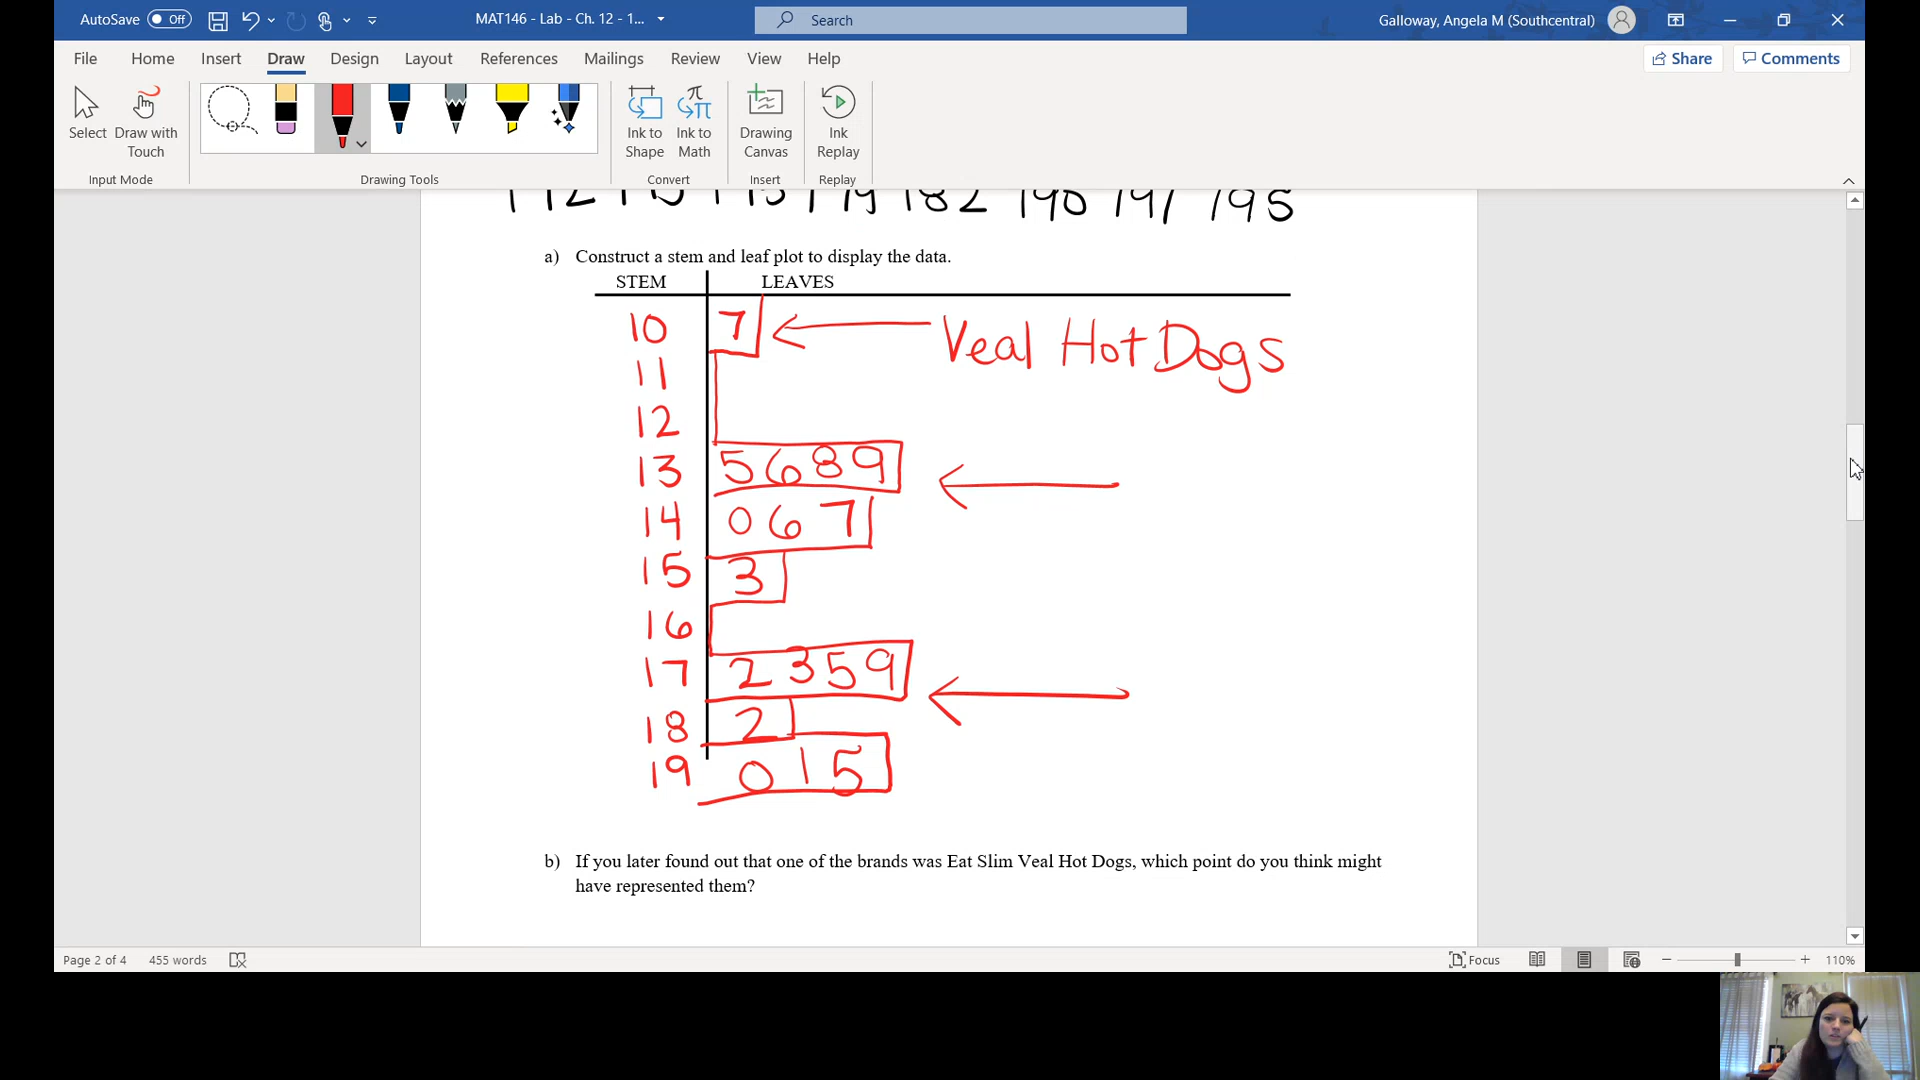 AutoSave Off MAT146 - Lab - Ch. 12 - 1... Search Galloway, Angela M (Southcentral)
File Home Insert Draw Design Layout References Mailings Review View Help Share Comments
Select Draw with Touch Ink to Shape Ink to Math Drawing Canvas Ink Replay
Input Mode Drawing Tools Convert Insert Replay
179 182 190 191 195
a) Construct a stem and leaf plot to display the data.
STEM LEAVES
10 7 Veal Hot Dogs
11
12
13 5 6 8 9
14 0 6 7
15 3
16
17 2 3 5 9
18 2
19 0 1 5
b) If you later found out that one of the brands was Eat Slim Veal Hot Dogs, which point do you think might
have represented them?
Page 2 of 4 455 words Focus 110%